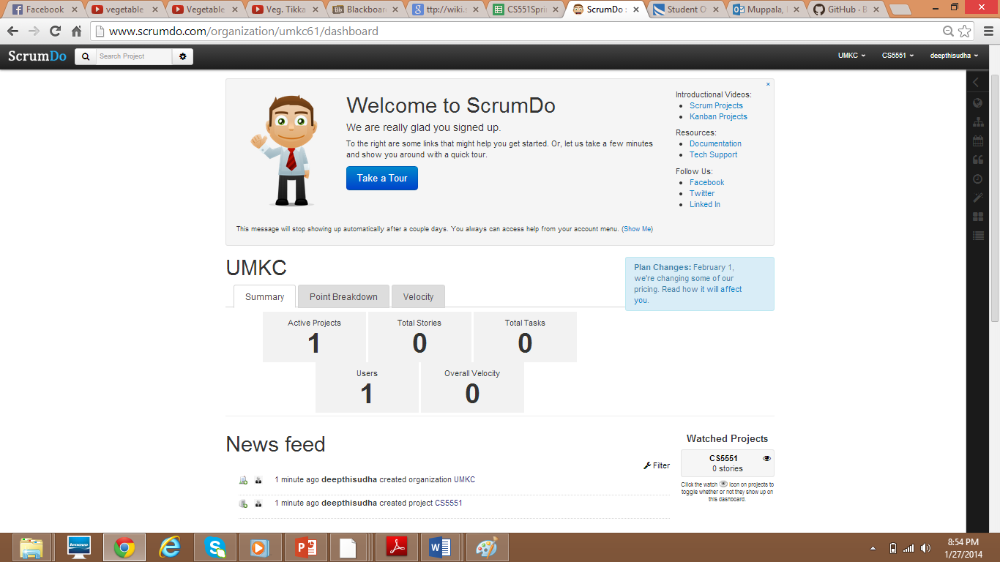 Facebook
vegetable
Vegetable
Veg. Tikka
Blackboar
ttp://wiki.s
CS551Sprin
ScrumDo :
Student O
Muppala,
GitHub · B
www.scrumdo.com/organization/umkc61/dashboard
ScrumDo
Search Project
UMKC
CS5551
deepthisudha
Welcome to ScrumDo
We are really glad you signed up.
To the right are some links that might help you get started. Or, let us take a few minutes
and show you around with a quick tour.
Take a Tour
Introductional Videos:
Scrum Projects
Kanban Projects
Resources:
Documentation
Tech Support
Follow Us:
Facebook
Twitter
Linked In
This message will stop showing up automatically after a couple days. You always can access help from your account menu. (Show Me)
UMKC
Plan Changes: February 1,
we're changing some of our
pricing. Read how it will affect
you.
Summary
Point Breakdown
Velocity
Active Projects
1
Total Stories
0
Total Tasks
0
Users
1
Overall Velocity
0
News feed
Filter
1 minute ago deepthisudha created organization UMKC
1 minute ago deepthisudha created project CS5551
Watched Projects
CS5551
0 stories
Click the watch icon on projects to
toggle whether or not they show up on
this dashboard.
lenovo
8:54 PM
1/27/2014